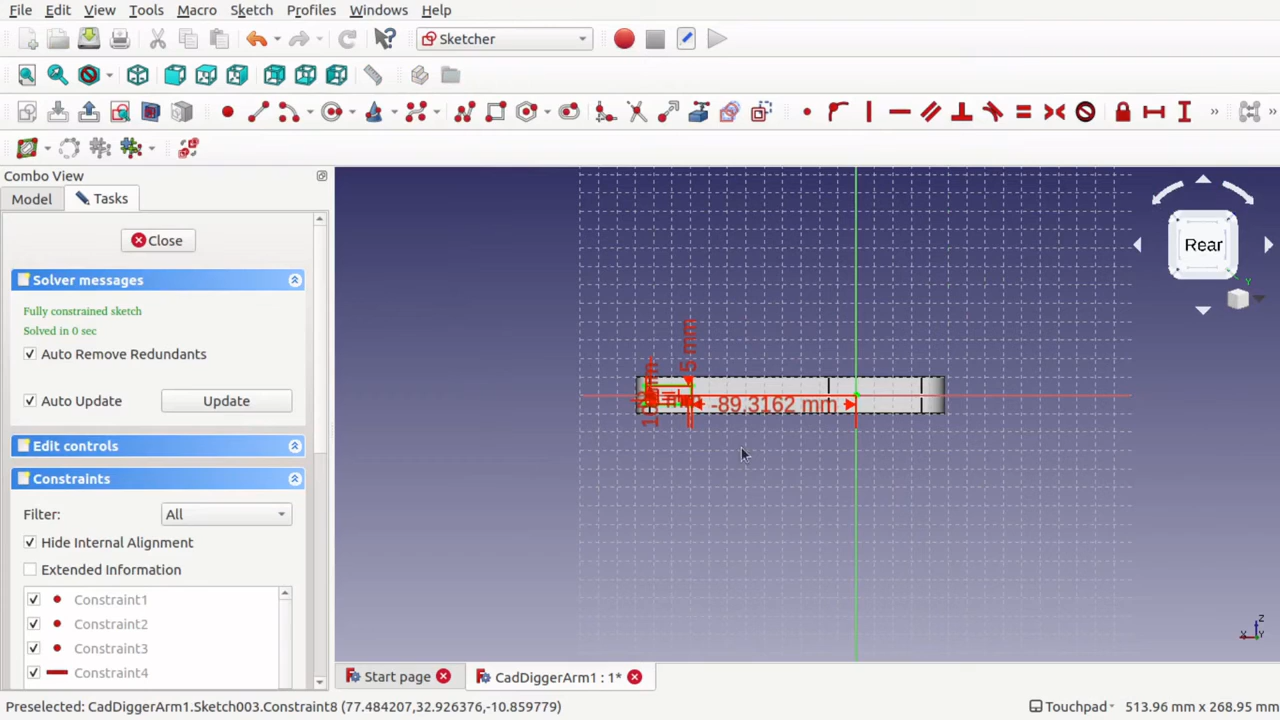 File Edit View Tools Macro Sketch Profiles Windows Help
Sketcher
Combo View
Model Tasks
Close
Solver messages
Fully constrained sketch
Solved in 0 sec
Auto Remove Redundants
Auto Update Update
Edit controls
Constraints
Filter: All
Hide Internal Alignment
Extended Information
Constraint1
Constraint2
Constraint3
Constraint4
5 mm
-89.3162 mm
Rear
Y
Z
X Y
Start page CadDiggerArm1 : 1*
Preselected: CadDiggerArm1.Sketch003.Constraint8 (77.484207,32.926376,-10.859779) Touchpad 513.96 mm × 268.95 mm